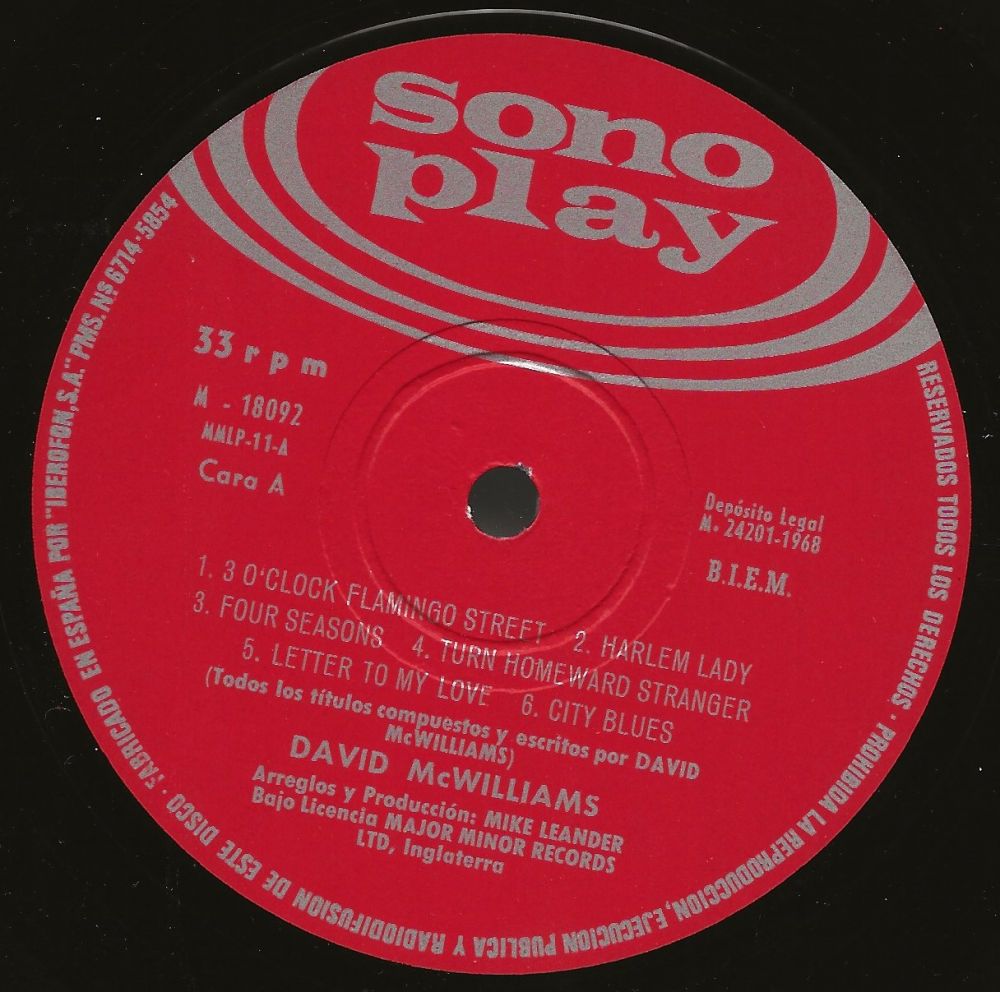 sono
play
33 rpm
M - 18092
MMLP-11-A
Cara A
Depósito Legal
M. 24201-1968
B.I.E.M.
1. 3 O'CLOCK FLAMINGO STREET 2. HARLEM LADY
3. FOUR SEASONS 4. TURN HOMEWARD STRANGER
5. LETTER TO MY LOVE 6. CITY BLUES
(Todos los títulos compuestos y escritos por DAVID
McWILLIAMS)
DAVID McWILLIAMS
Arreglos y Producción: MIKE LEANDER
Bajo Licencia MAJOR MINOR RECORDS
LTD, Inglaterra
RESERVADOS TODOS LOS DERECHOS · PROHIBIDA LA REPRODUCCION, EJECUCION PUBLICA Y RADIODIFUSION DE ESTE DISCO · FABRICADO EN ESPAÑA POR "IBEROFON, S.A." PMS. Nº 6714-5854